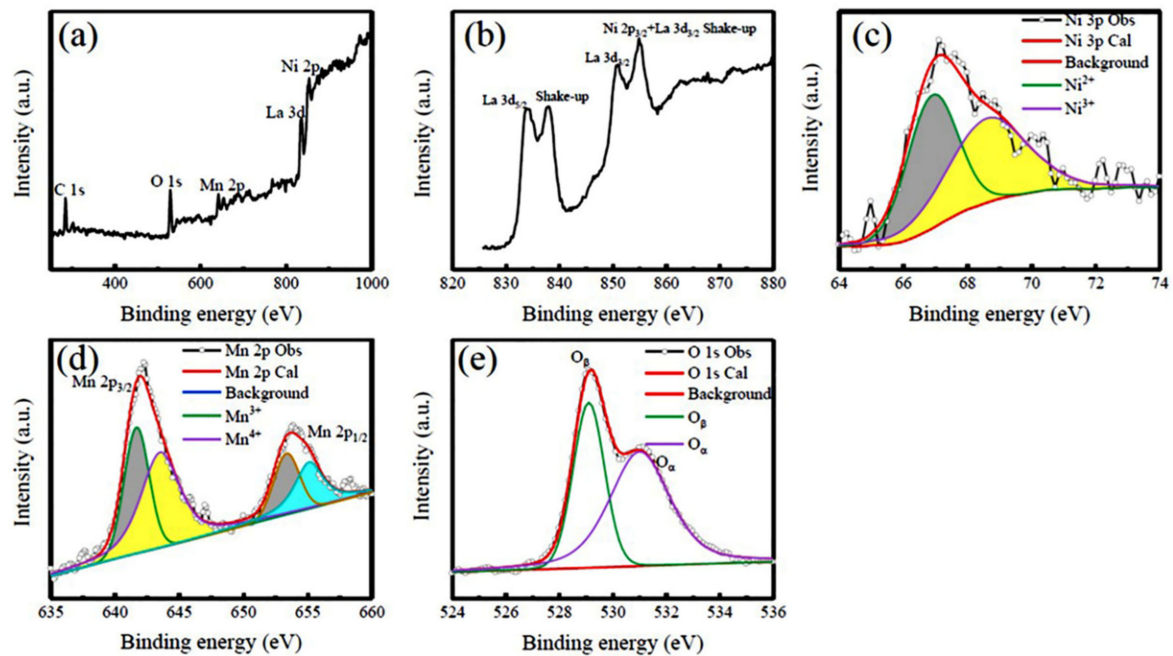 (a)
Ni 2p
La 3d
C 1s
O 1s
Mn 2p
Intensity (a.u.)
400 600 800 1000
Binding energy (eV)
(b)
Ni 2p3/2+La 3d3/2 Shake-up
La 3d3/2
La 3d5/2 Shake-up
Intensity (a.u.)
820 830 840 850 860 870 880
Binding energy (eV)
(c)
Ni 3p Obs
Ni 3p Cal
Background
Ni2+
Ni3+
Intensity (a.u.)
64 66 68 70 72 74
Binding energy (eV)
(d)
Mn 2p Obs
Mn 2p Cal
Background
Mn3+
Mn4+
Mn 2p3/2
Mn 2p1/2
Intensity (a.u.)
635 640 645 650 655 660
Binding energy (eV)
(e)
Oβ
O 1s Obs
O 1s Cal
Background
Oβ
Oα
Oα
Intensity (a.u.)
524 526 528 530 532 534 536
Binding energy (eV)